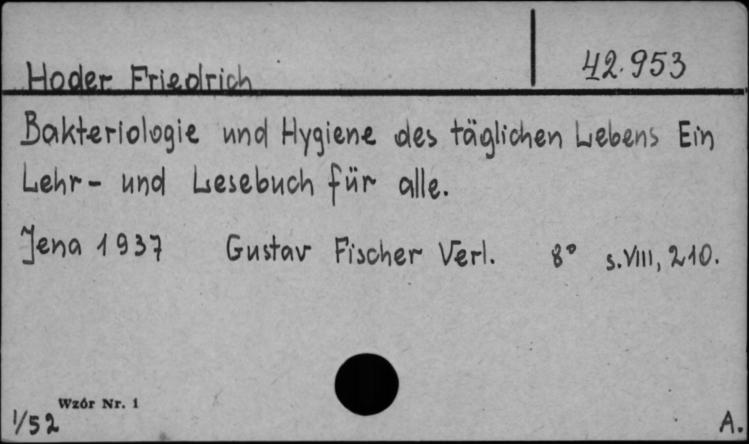 Hoder Friedrich 42.953
Bakteriologie und Hygiene des täglichen Lebens Ein
Lehr- und Lesebuch für alle.
Jena 1937 Gustav Fischer Verl. 8° s. VIII, 210.
Wzór Nr. 1
1/52 A.